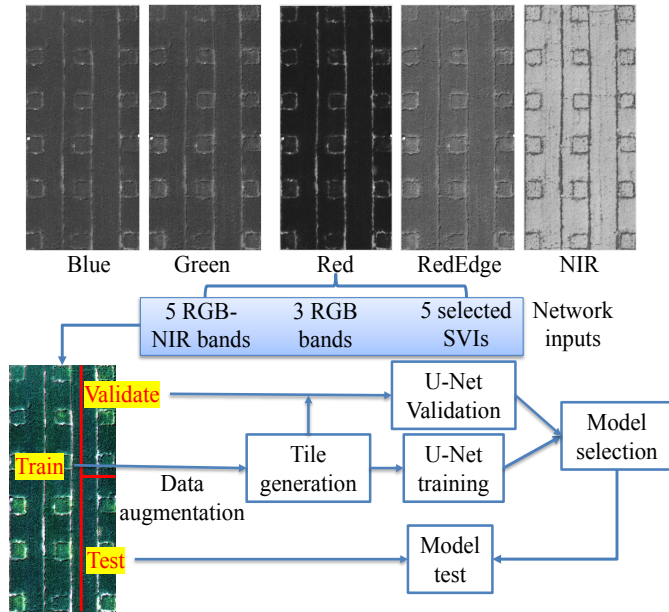 Blue
Green
Red
RedEdge
NIR
5 RGB-
NIR bands
3 RGB
bands
5 selected
SVIs
Network
inputs
Validate
U-Net
Validation
Train
Data
augmentation
Tile
generation
U-Net
training
Model
selection
Test
Model
test